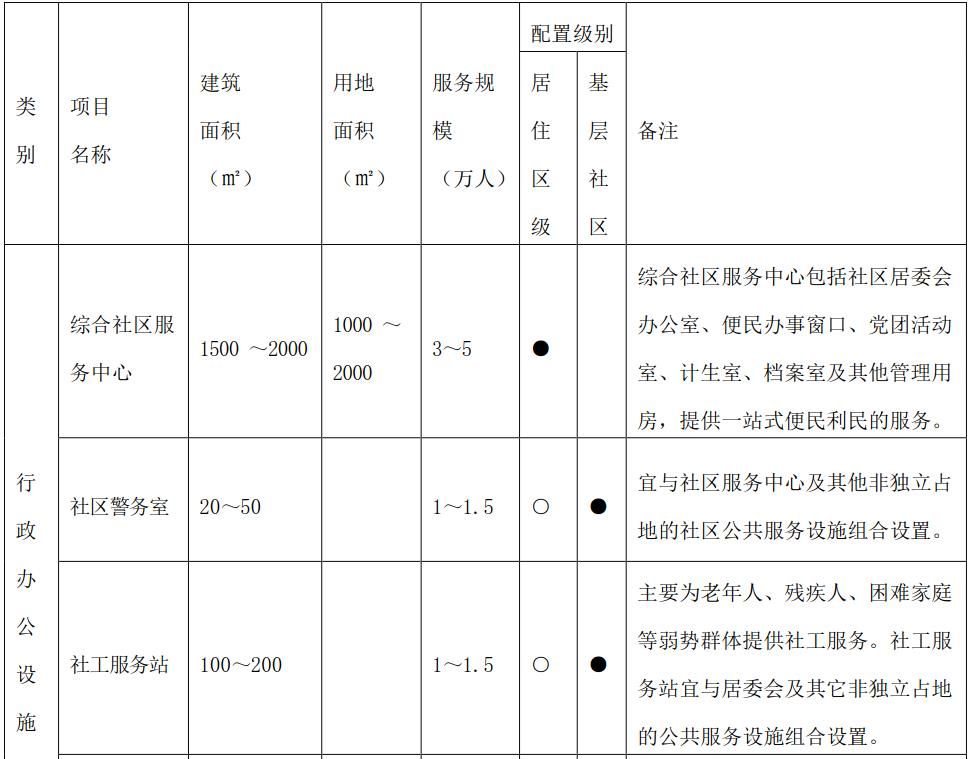 类别
项目名称
建筑面积（㎡）
用地面积（㎡）
服务规模（万人）
配置级别
居住区级
基层社区
备注
行政办公设施
综合社区服
务中心
1500 ～2000
1000 ～
2000
3～5
●
综合社区服务中心包括社区居委会
办公室、便民办事窗口、党团活动
室、计生室、档案室及其他管理用
房，提供一站式便民利民的服务。
社区警务室
20～50
1～1.5
○
●
宜与社区服务中心及其他非独立占
地的社区公共服务设施组合设置。
社工服务站
100～200
1～1.5
○
●
主要为老年人、残疾人、困难家庭
等弱势群体提供社工服务。社工服
务站宜与居委会及其它非独立占地
的公共服务设施组合设置。